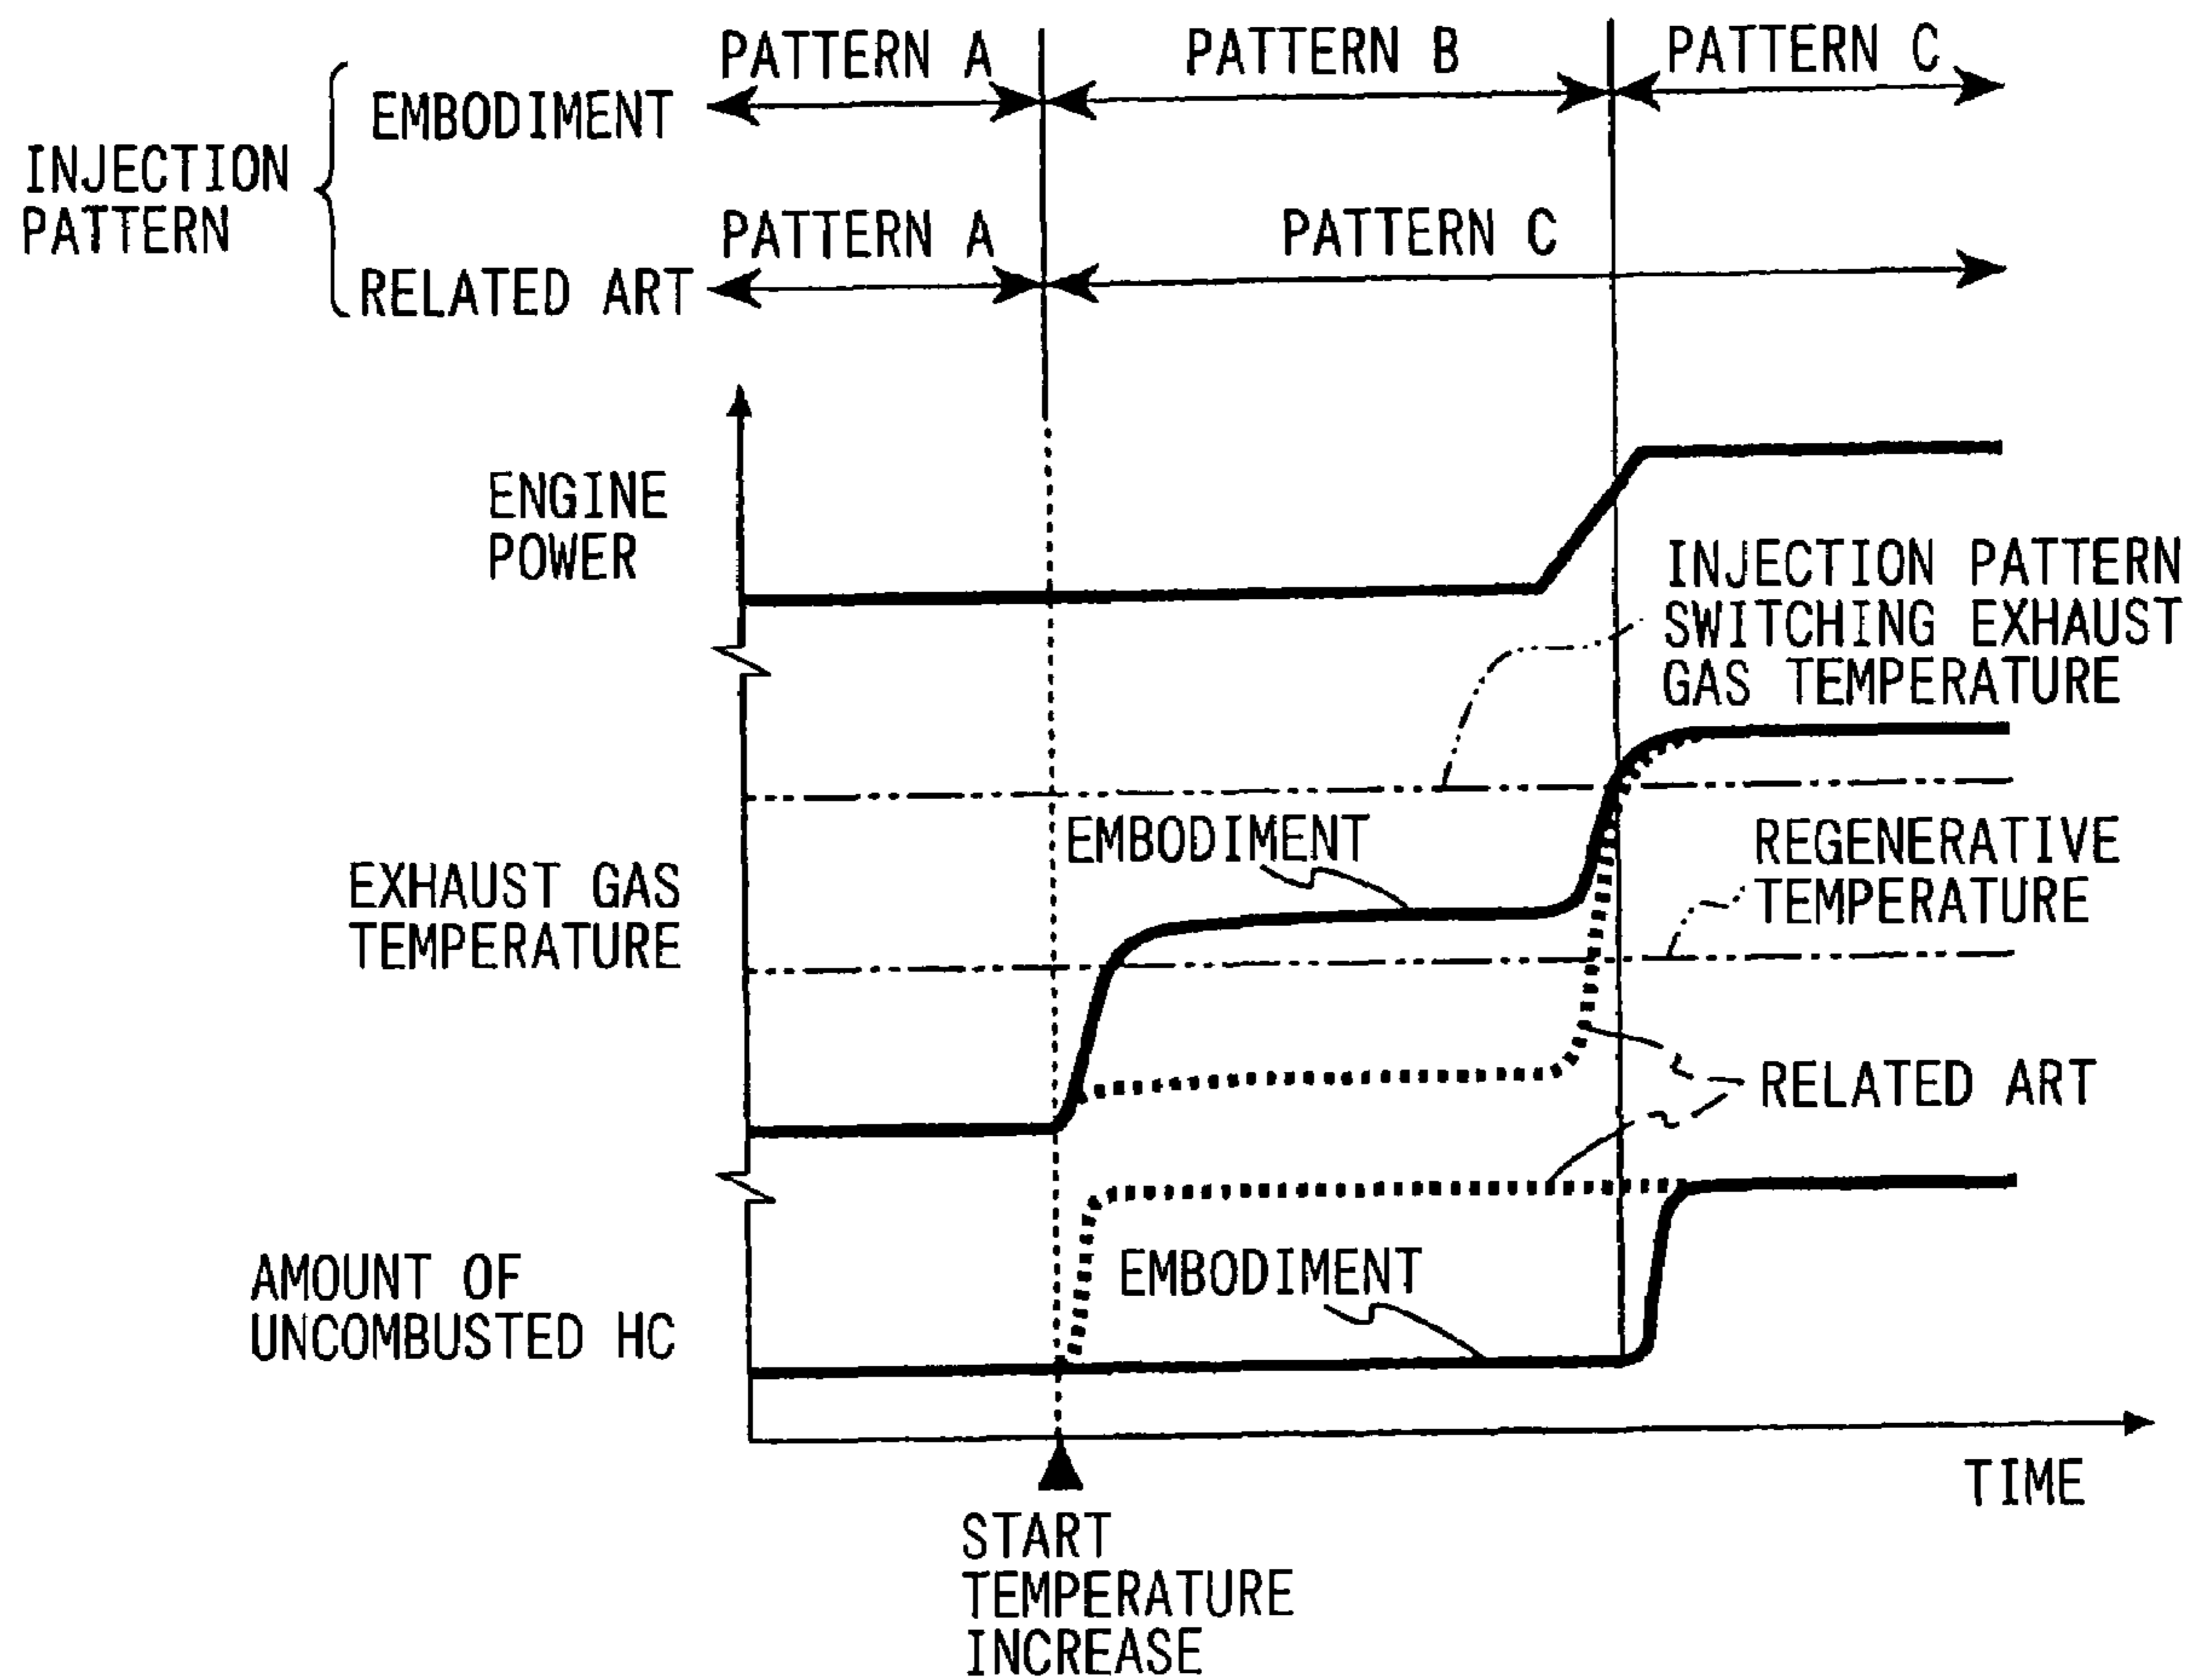 PATTERN A
PATTERN B
PATTERN C
EMBODIMENT
INJECTION
PATTERN
PATTERN A
PATTERN C
RELATED ART
ENGINE
POWER
INJECTION PATTERN
SWITCHING EXHAUST
GAS TEMPERATURE
EMBODIMENT
REGENERATIVE
TEMPERATURE
EXHAUST GAS
TEMPERATURE
RELATED ART
EMBODIMENT
AMOUNT OF
UNCOMBUSTED HC
TIME
START
TEMPERATURE
INCREASE